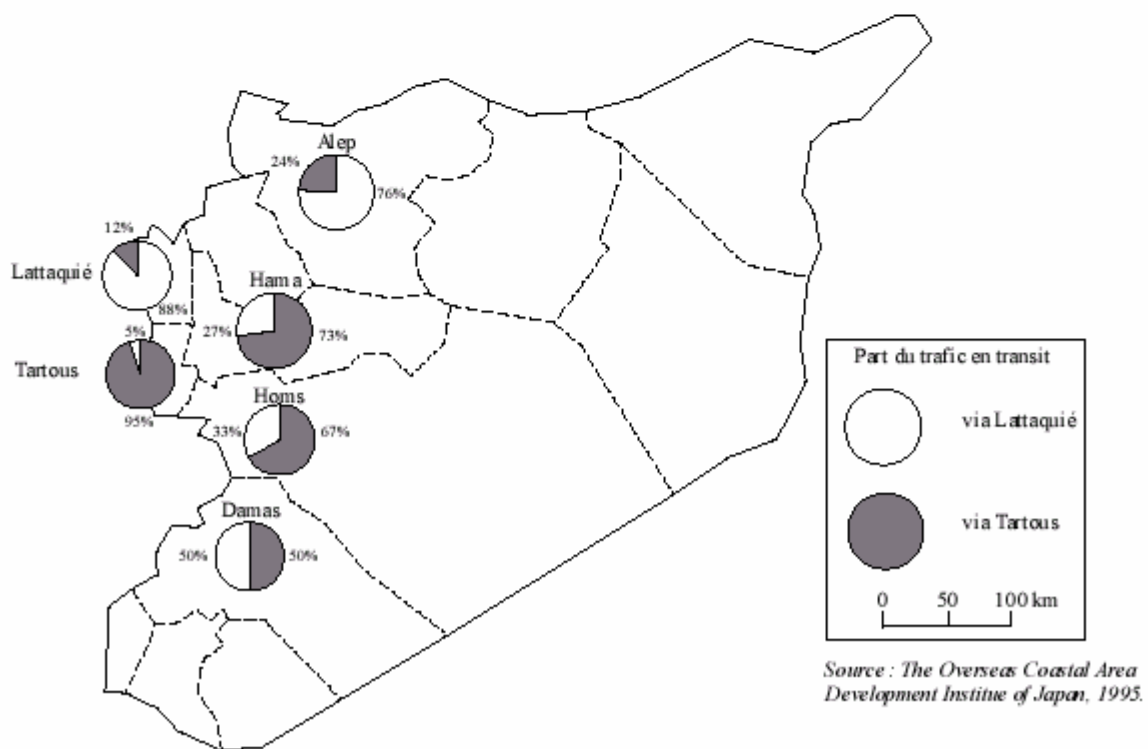 Alep
24%
76%
12%
Lattaquié
88%
Hama
27%
73%
5%
Tartous
95%
Homs
33%
67%
Damas
50%
50%
Part du trafic en transit
via Lattaquié
via Tartous
0 50 100 km
Source : The Overseas Coastal Area
Development Institue of Japan, 1995.